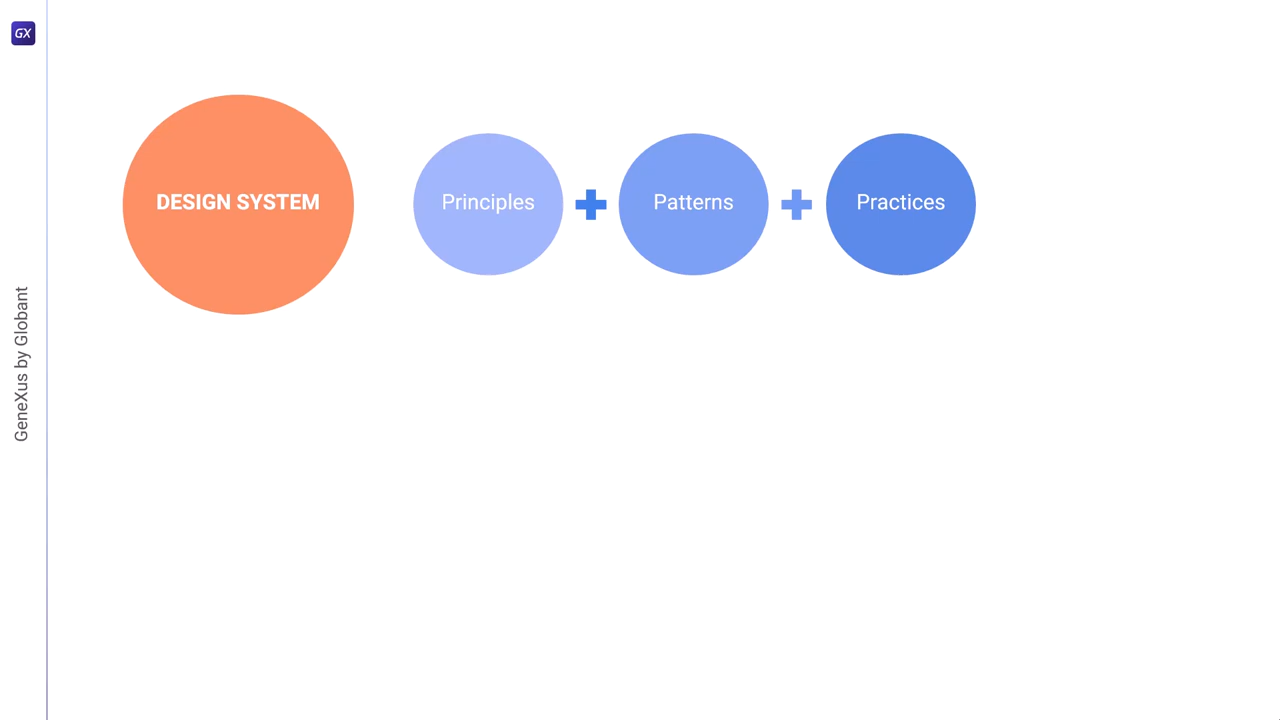 GX
GeneXus by Globant
DESIGN SYSTEM
Principles
Patterns
Practices